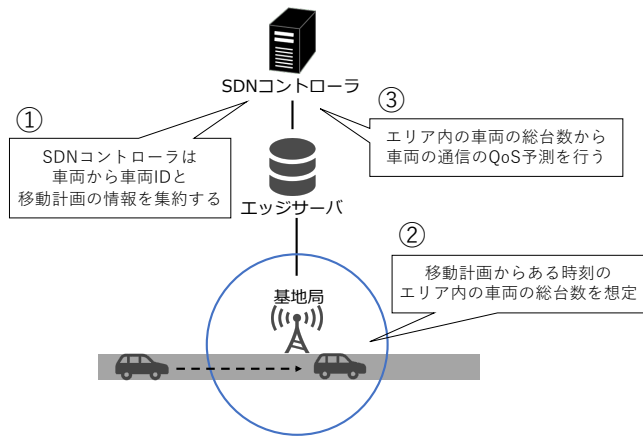 SDNコントローラ
①
SDNコントローラは
車両から車両IDと
移動計画の情報を集約する
③
エリア内の車両の総台数から
車両の通信のQoS予測を行う
エッジサーバ
②
移動計画からある時刻の
エリア内の車両の総台数を想定
基地局